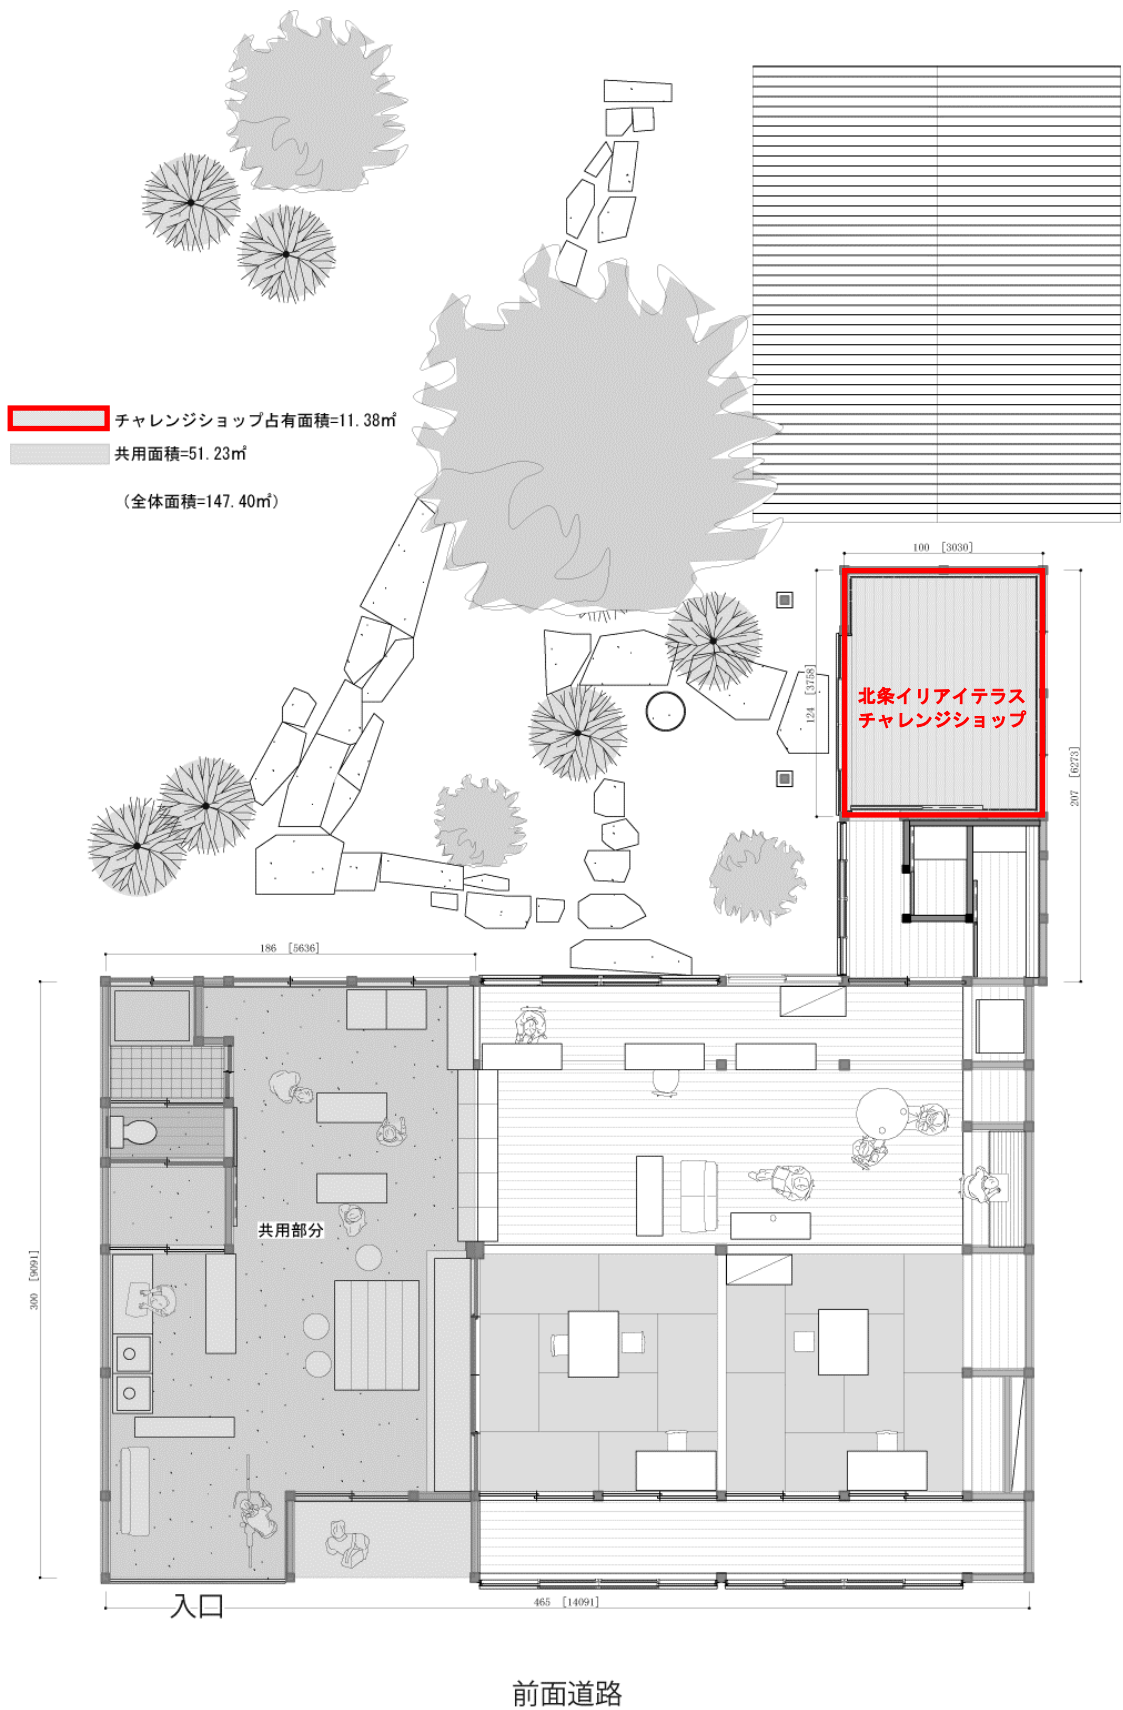 チャレンジショップ占有面積=11.38㎡
共用面積=51.23㎡
（全体面積=147.40㎡）
100 [3030]
124 [3758]
北条イリアイテラス
チャレンジショップ
207 [6273]
186 [5636]
共用部分
300 [9091]
入口
465 [14091]
前面道路